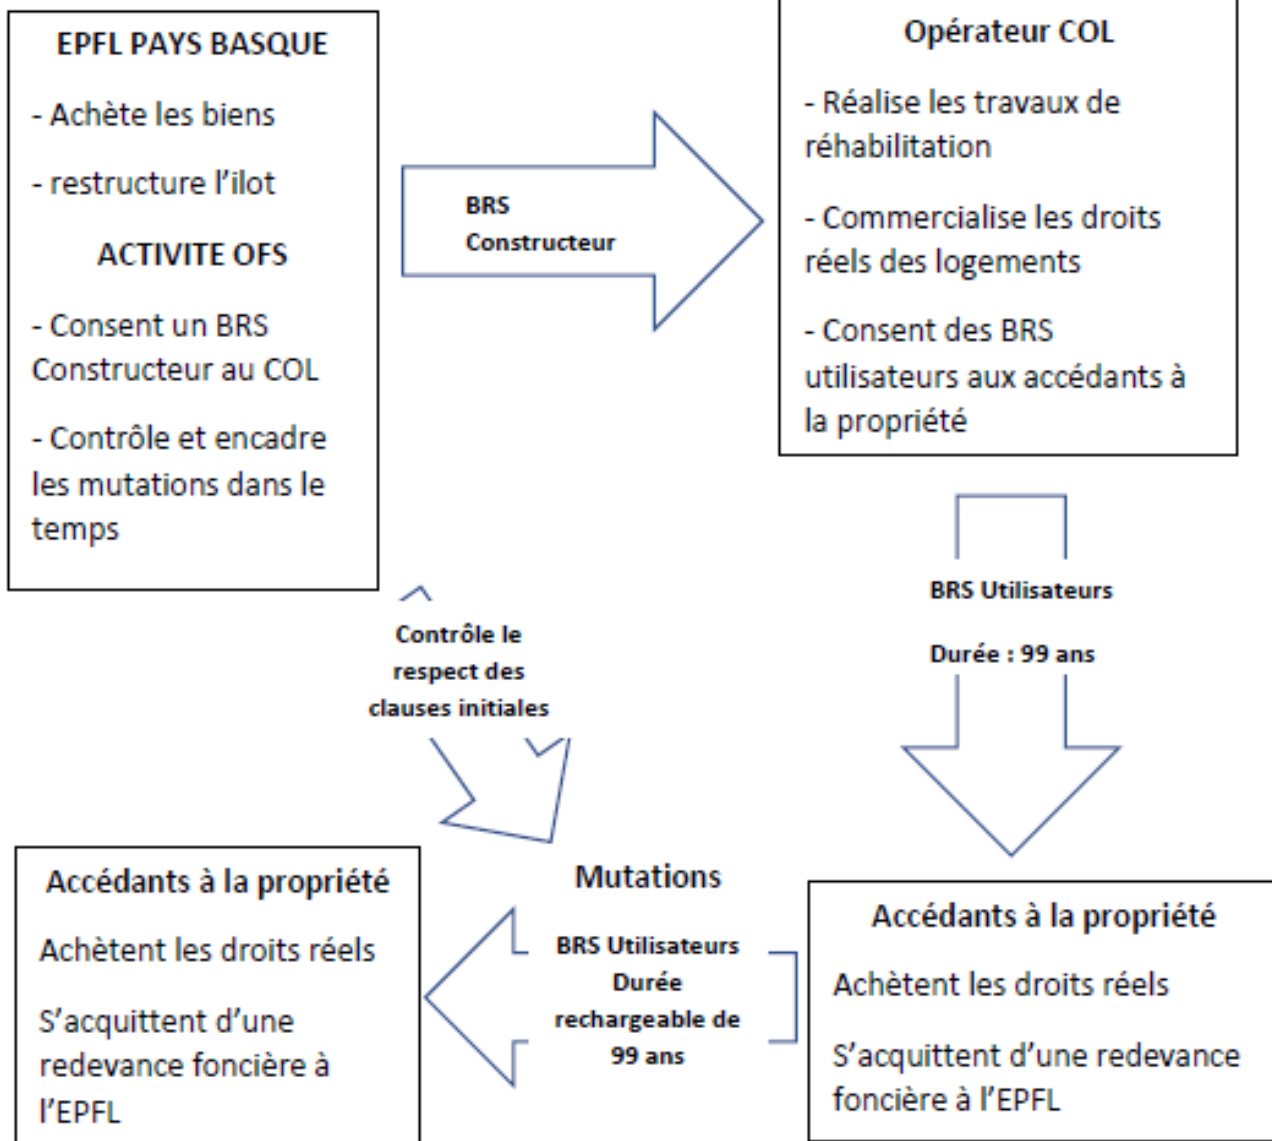 EPFL PAYS BASQUE
- Achète les biens
- restructure l’ilot
ACTIVITE OFS
- Consent un BRS
Constructeur au COL
- Contrôle et encadre
les mutations dans le
temps
BRS
Constructeur
Opérateur COL
- Réalise les travaux de
réhabilitation
- Commercialise les droits
réels des logements
- Consent des BRS
utilisateurs aux accédants à
la propriété
BRS Utilisateurs
Durée : 99 ans
Contrôle le
respect des
clauses initiales
Accédants à la propriété
Achètent les droits réels
S’acquittent d’une redevance
foncière à l’EPFL
Mutations
BRS Utilisateurs
Durée
rechargeable de
99 ans
Accédants à la propriété
Achètent les droits réels
S’acquittent d’une
redevance foncière à
l’EPFL